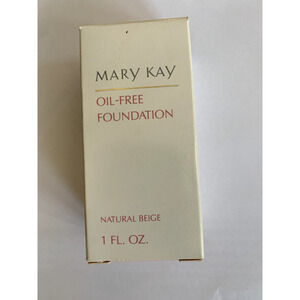 MARY KAY
OIL-FREE
FOUNDATION
NATURAL BEIGE
1 FL. OZ.